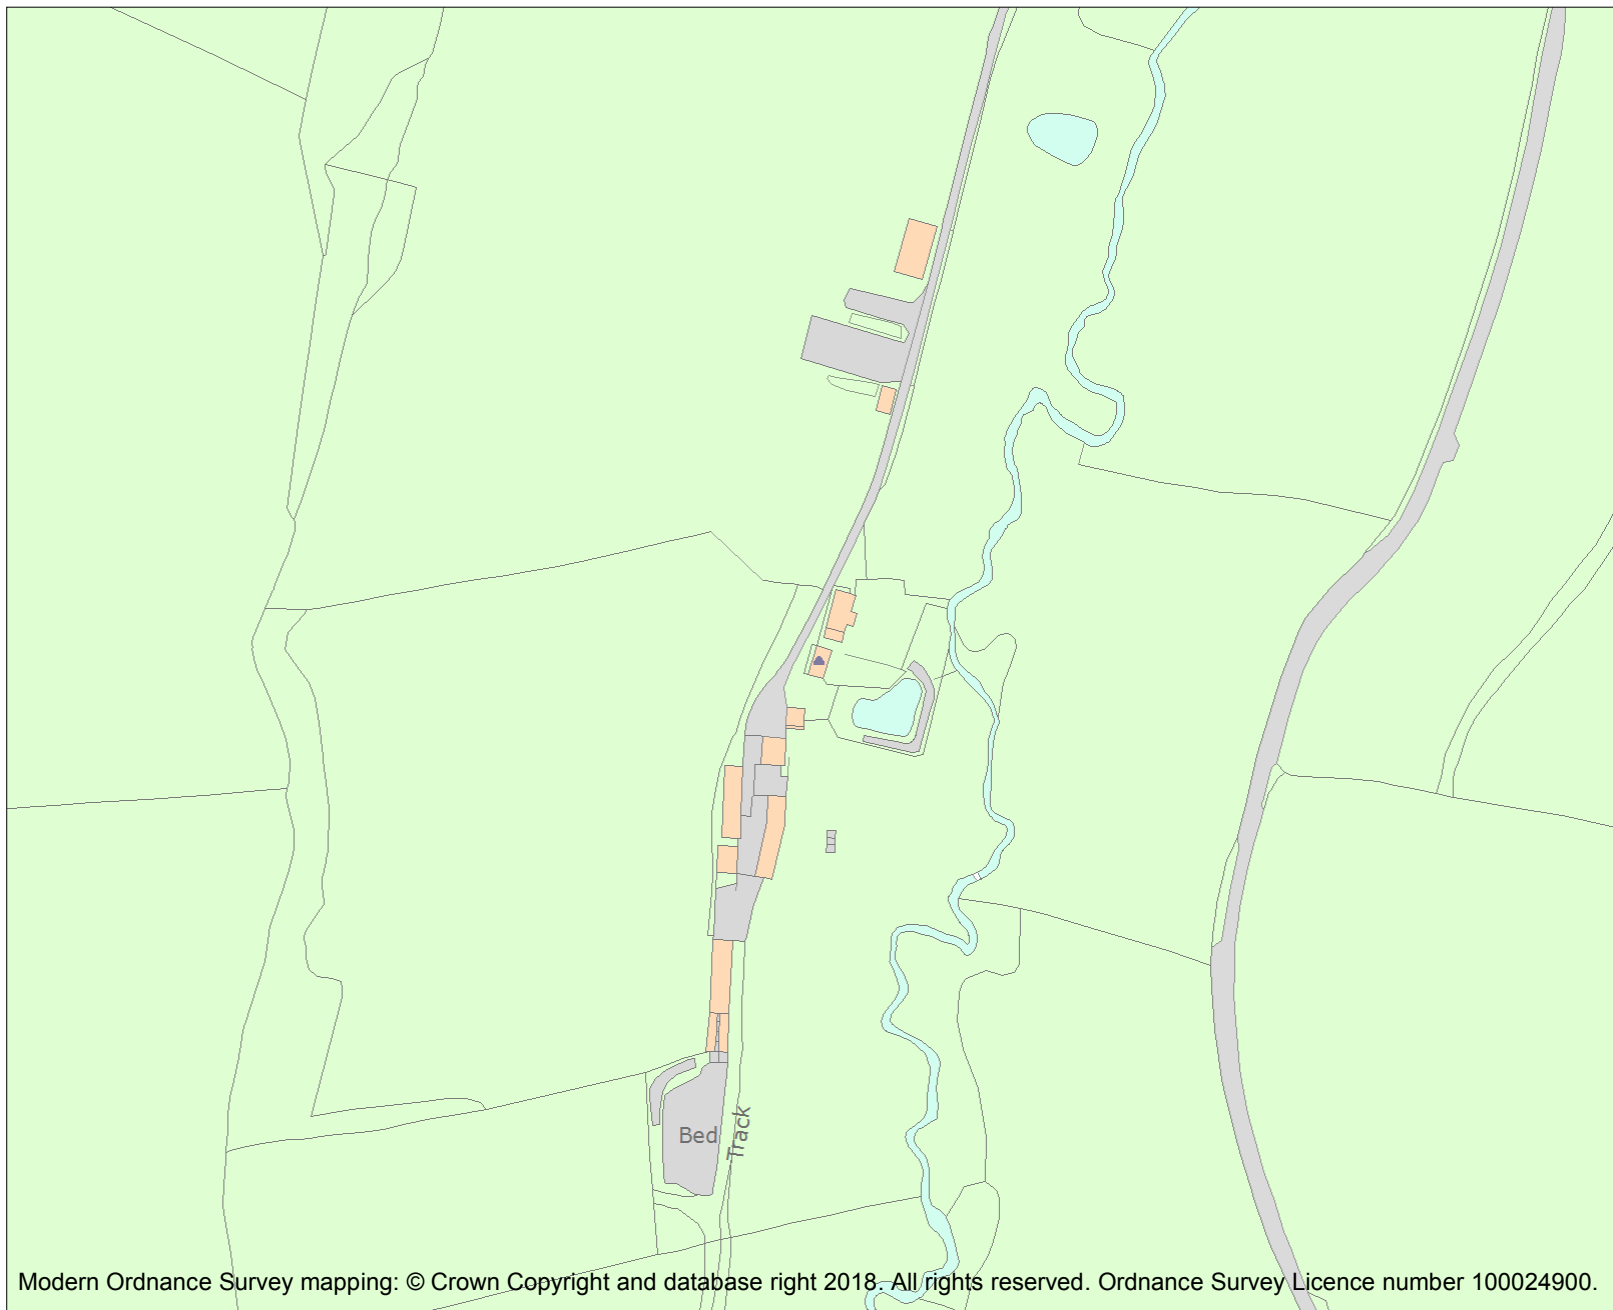 Track
Bed
Modern Ordnance Survey mapping: © Crown Copyright and database right 2018. All rights reserved. Ordnance Survey Licence number 100024900.